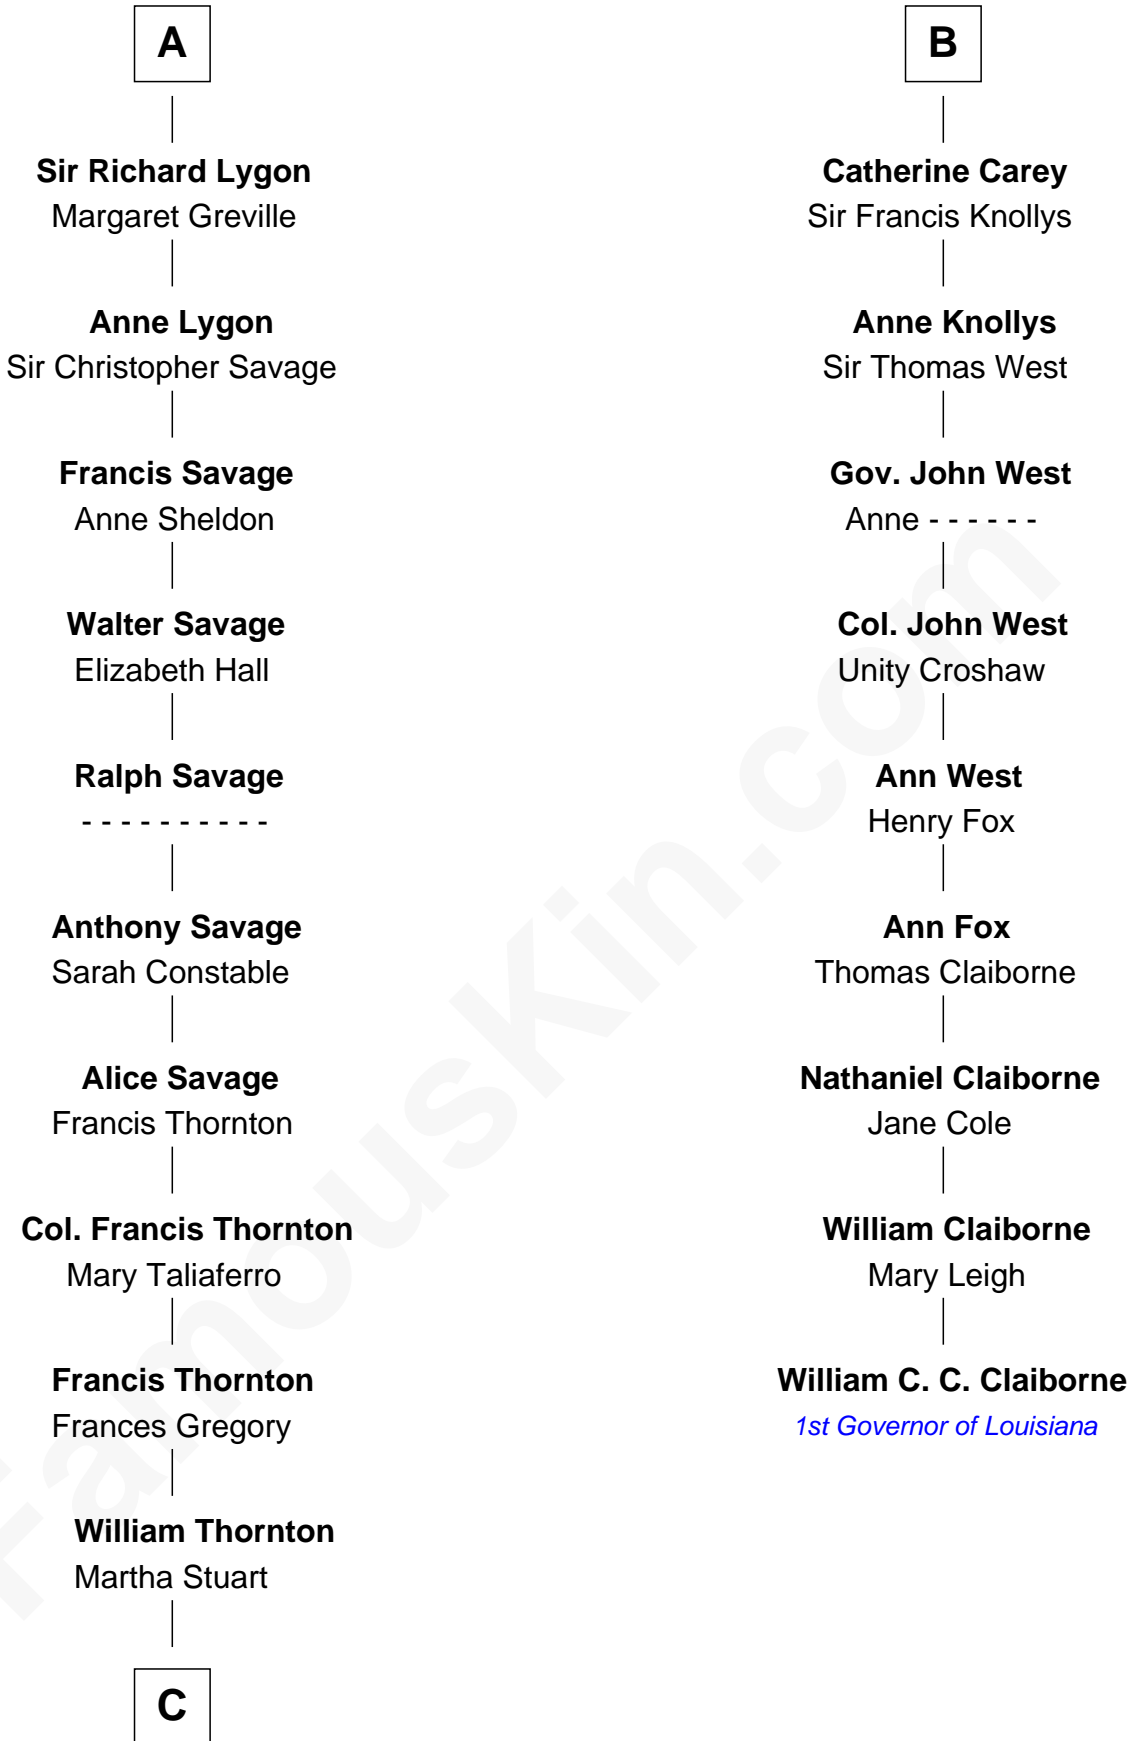 A
Sir Richard Lygon
Margaret Greville
Anne Lygon
Sir Christopher Savage
Francis Savage
Anne Sheldon
Walter Savage
Elizabeth Hall
Ralph Savage
- - - - - - - - - -
Anthony Savage
Sarah Constable
Alice Savage
Francis Thornton
Col. Francis Thornton
Mary Taliaferro
Francis Thornton
Frances Gregory
William Thornton
Martha Stuart
C
B
Catherine Carey
Sir Francis Knollys
Anne Knollys
Sir Thomas West
Gov. John West
Anne - - - - - -
Col. John West
Unity Croshaw
Ann West
Henry Fox
Ann Fox
Thomas Claiborne
Nathaniel Claiborne
Jane Cole
William Claiborne
Mary Leigh
William C. C. Claiborne
1st Governor of Louisiana
FamousKin.com